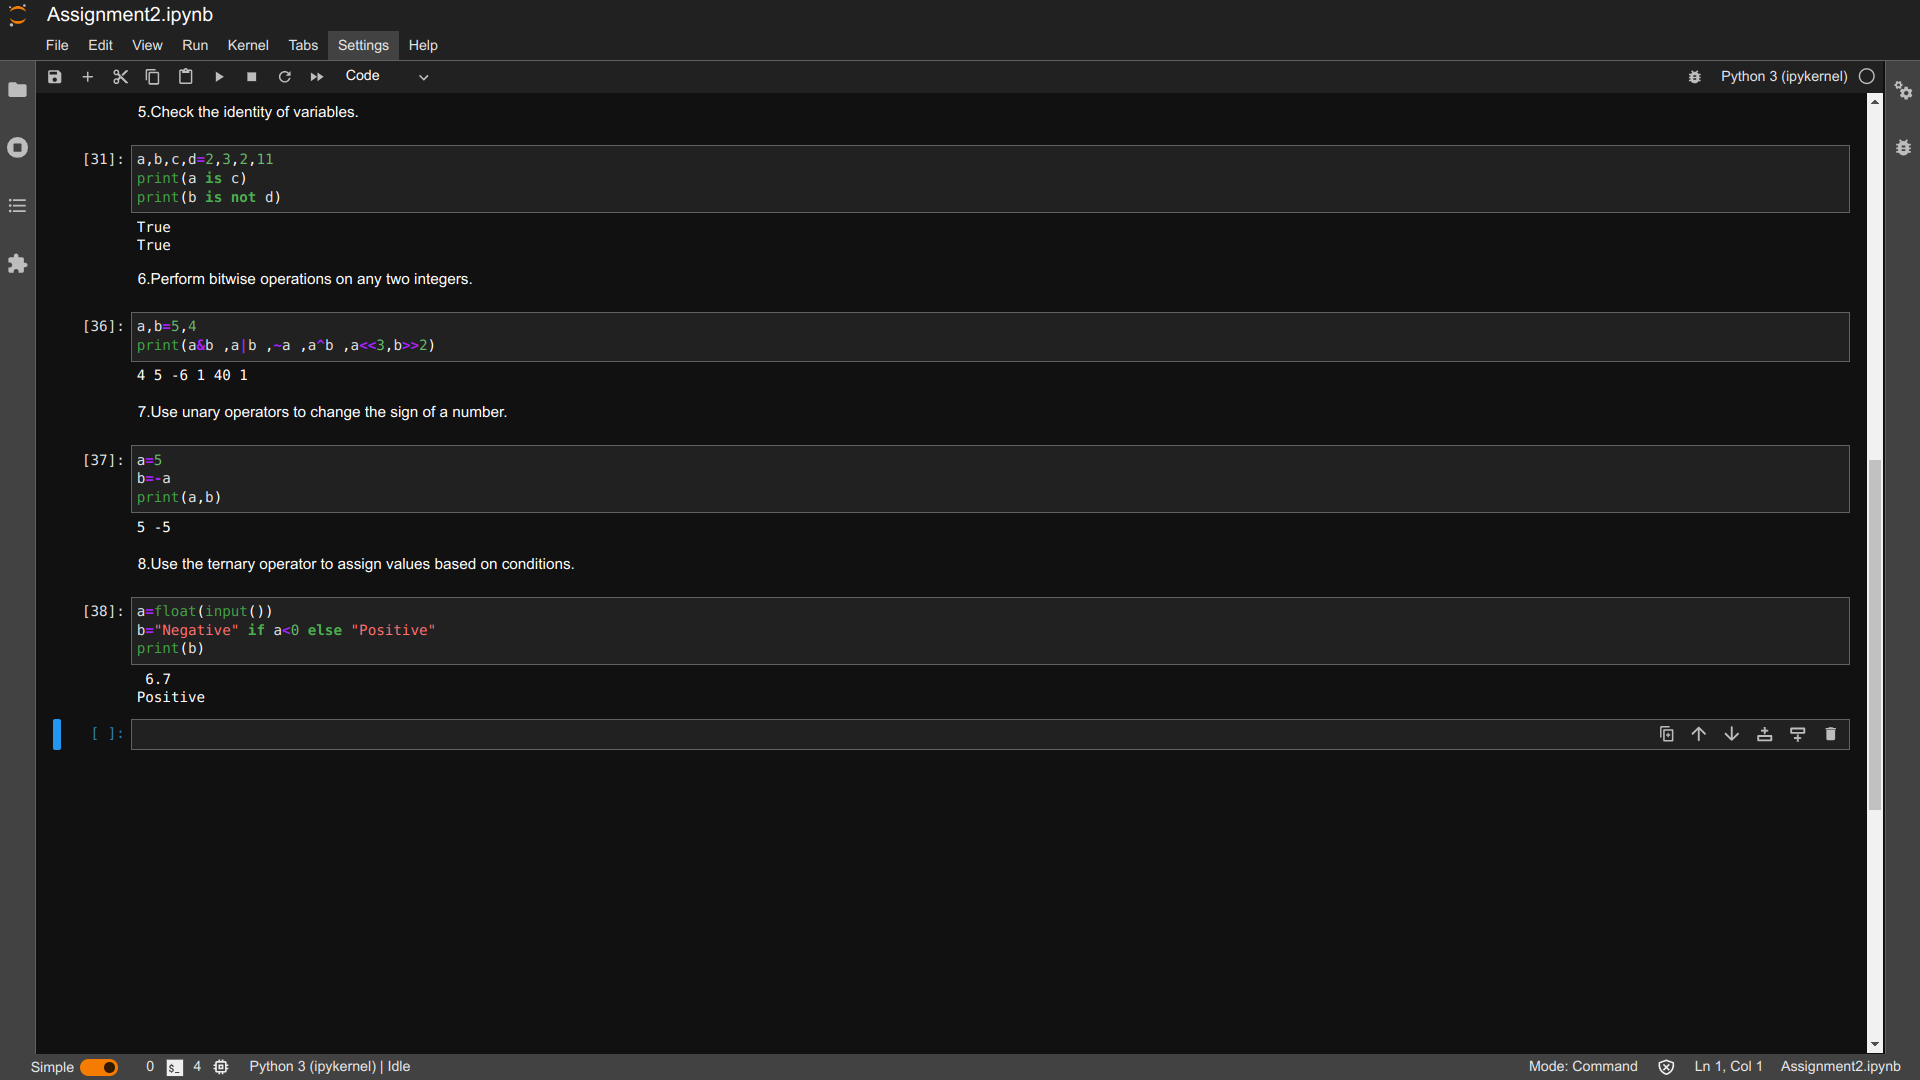 Assignment2.ipynb
File Edit View Run Kernel Tabs Settings Help
Code
Python 3 (ipykernel)
5.Check the identity of variables.
[31]:
a,b,c,d=2,3,2,11
print(a is c)
print(b is not d)
True
True
6.Perform bitwise operations on any two integers.
[36]:
a,b=5,4
print(a&b ,a|b ,~a ,a^b ,a<<3,b>>2)
4 5 -6 1 40 1
7.Use unary operators to change the sign of a number.
[37]:
a=5
b=-a
print(a,b)
5 -5
8.Use the ternary operator to assign values based on conditions.
[38]:
a=float(input())
b="Negative" if a<0 else "Positive"
print(b)
6.7
Positive
[ ]:
Simple 0 $_ 4 Python 3 (ipykernel) | Idle Mode: Command Ln 1, Col 1 Assignment2.ipynb